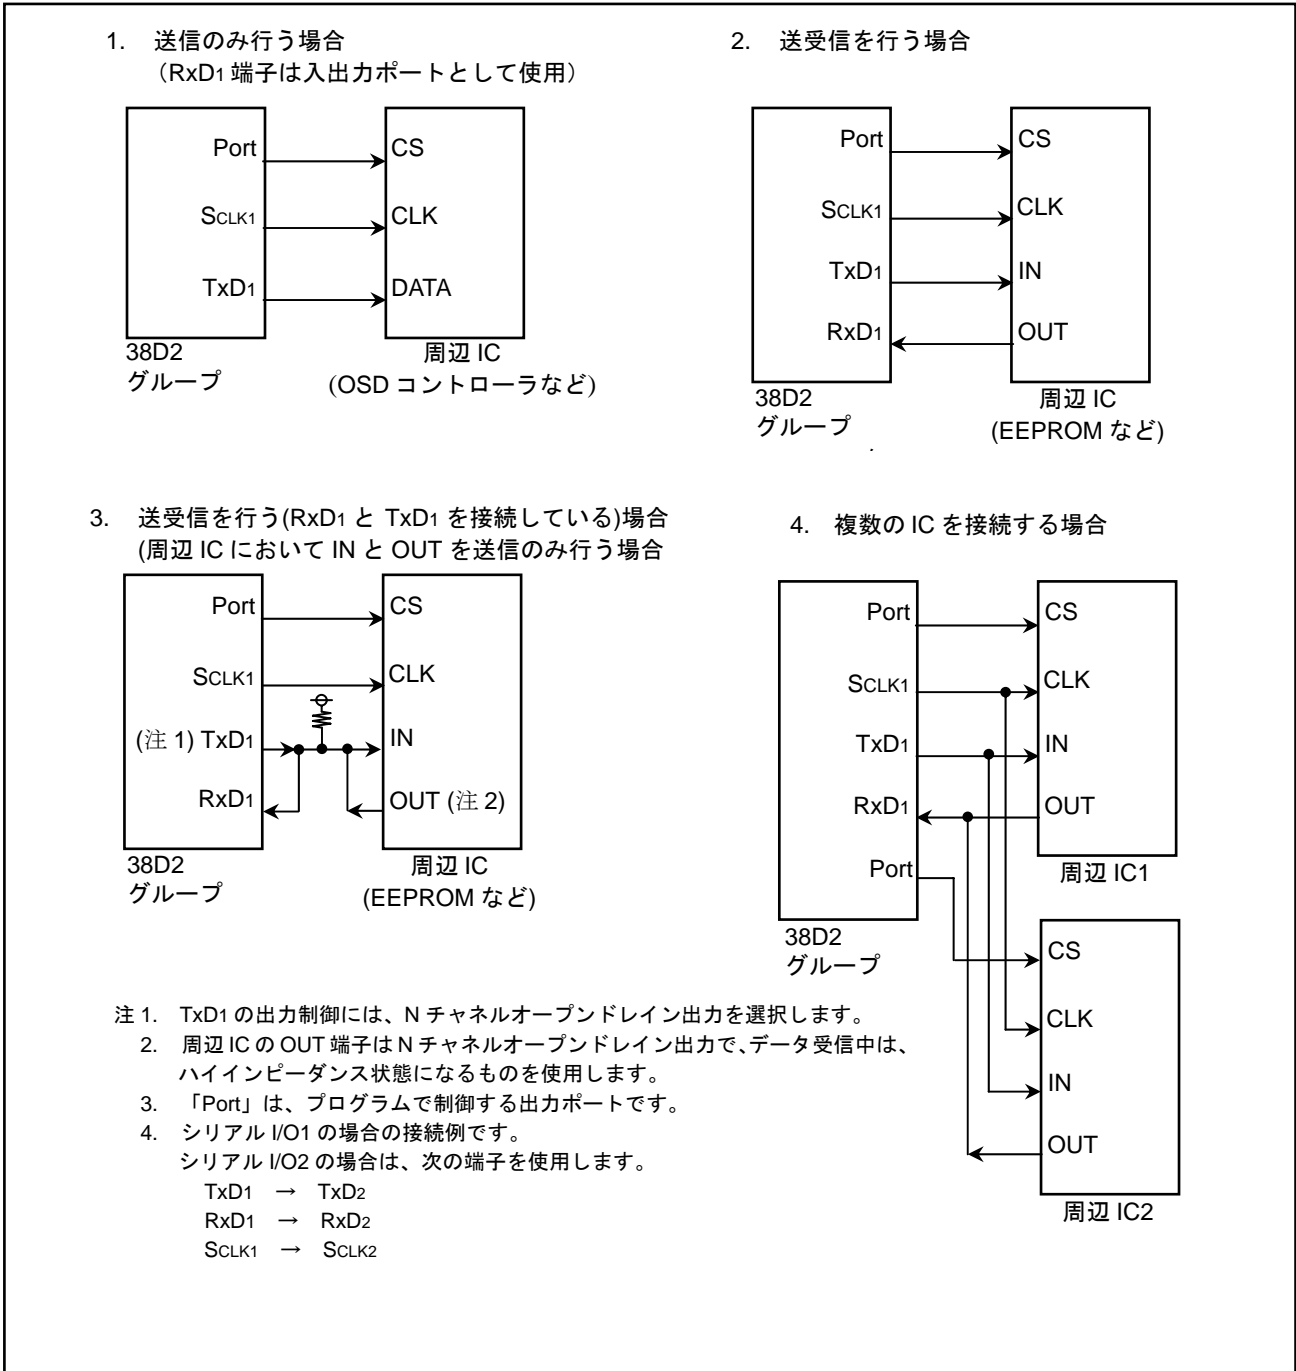 1. 送信のみ行う場合
（RxD1 端子は入出力ポートとして使用）
Port
CS
SCLK1
CLK
TxD1
DATA
38D2
グループ
周辺 IC
(OSD コントローラなど)
2. 送受信を行う場合
Port
CS
SCLK1
CLK
TxD1
IN
RxD1
OUT
38D2
グループ
周辺 IC
(EEPROM など)
3. 送受信を行う(RxD1 と TxD1 を接続している)場合
(周辺 IC において IN と OUT を送信のみ行う場合
Port
CS
SCLK1
CLK
(注 1) TxD1
IN
RxD1
OUT (注 2)
38D2
グループ
周辺 IC
(EEPROM など)
4. 複数の IC を接続する場合
Port
CS
SCLK1
CLK
TxD1
IN
RxD1
OUT
Port
周辺 IC1
38D2
グループ
CS
CLK
IN
OUT
周辺 IC2
注 1. TxD1 の出力制御には、N チャネルオープンドレイン出力を選択します。
2. 周辺 IC の OUT 端子は N チャネルオープンドレイン出力で、データ受信中は、
ハイインピーダンス状態になるものを使用します。
3. 「Port」は、プログラムで制御する出力ポートです。
4. シリアル I/O1 の場合の接続例です。
シリアル I/O2 の場合は、次の端子を使用します。
TxD1 → TxD2
RxD1 → RxD2
SCLK1 → SCLK2